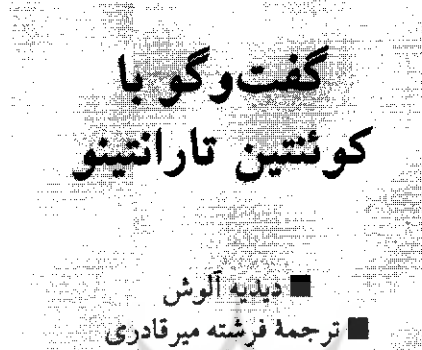 گفت‌وگو با
کوئنتین تارانتینو
■ دیدیه آلوش
■ ترجمهٔ فرشته میرقادری